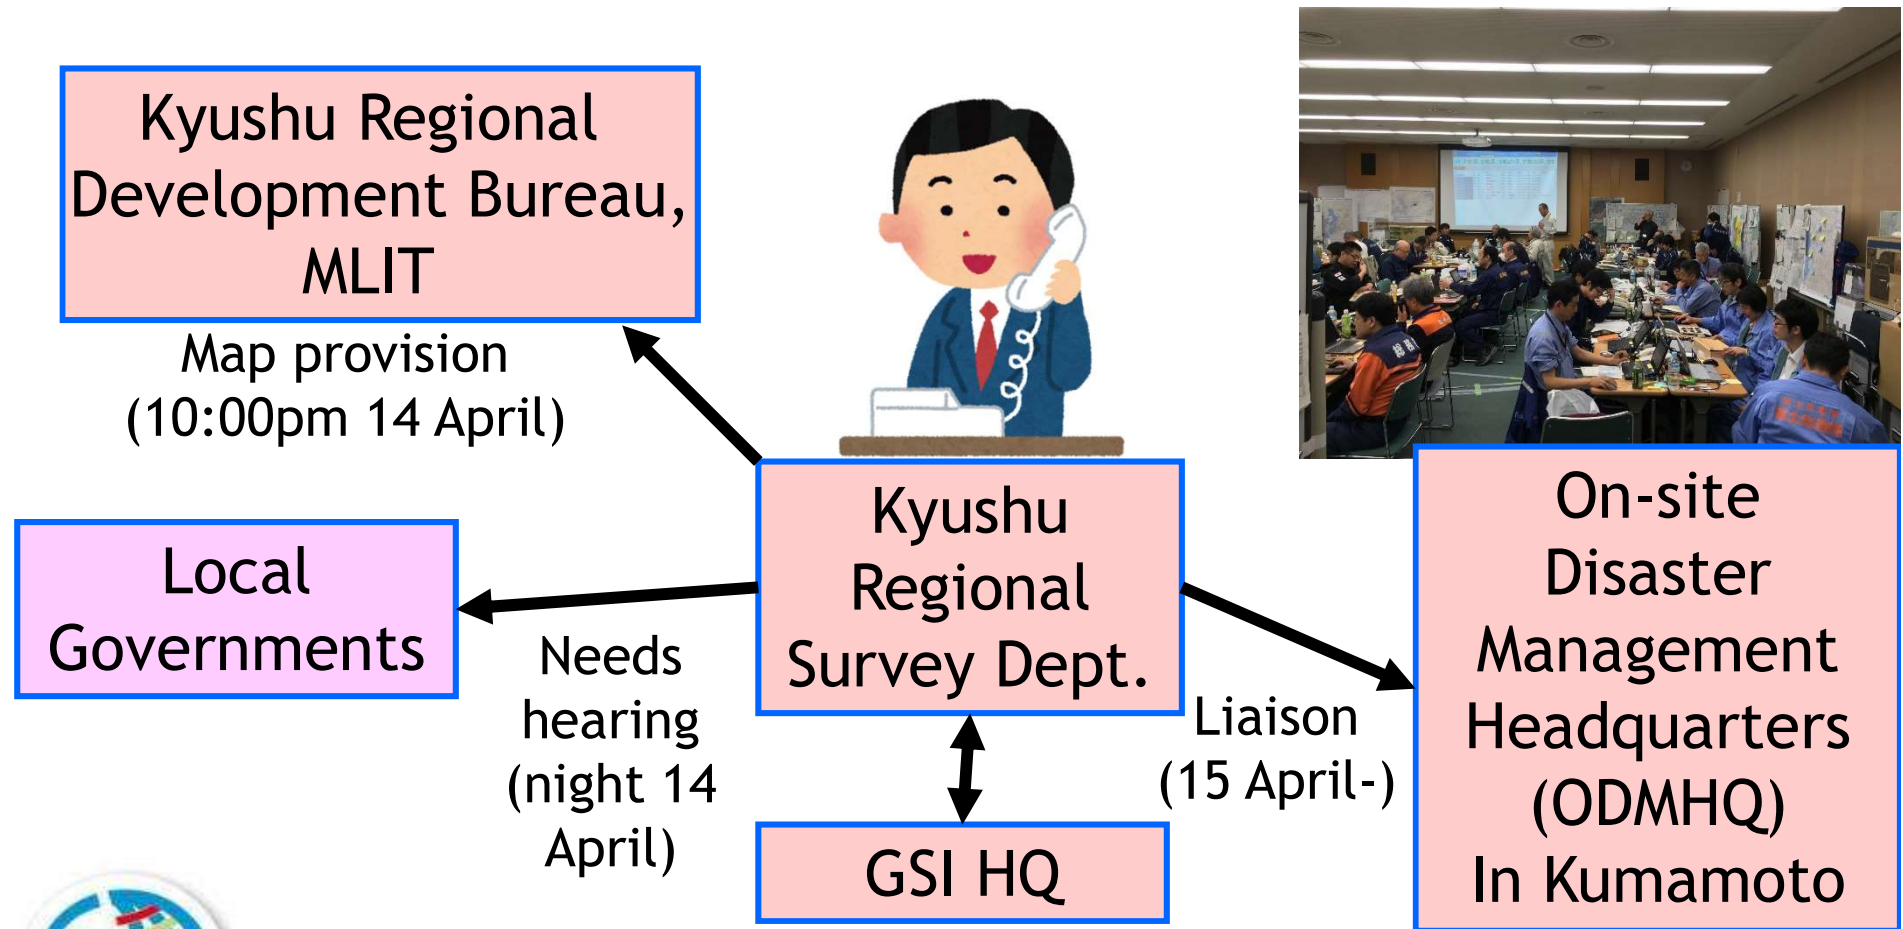 Kyushu Regional
Development Bureau,
MLIT
Map provision
(10:00pm 14 April)
Local
Governments
Needs
hearing
(night 14
April)
Kyushu
Regional
Survey Dept.
GSI HQ
Liaison
(15 April-)
On-site
Disaster
Management
Headquarters
(ODMHQ)
In Kumamoto